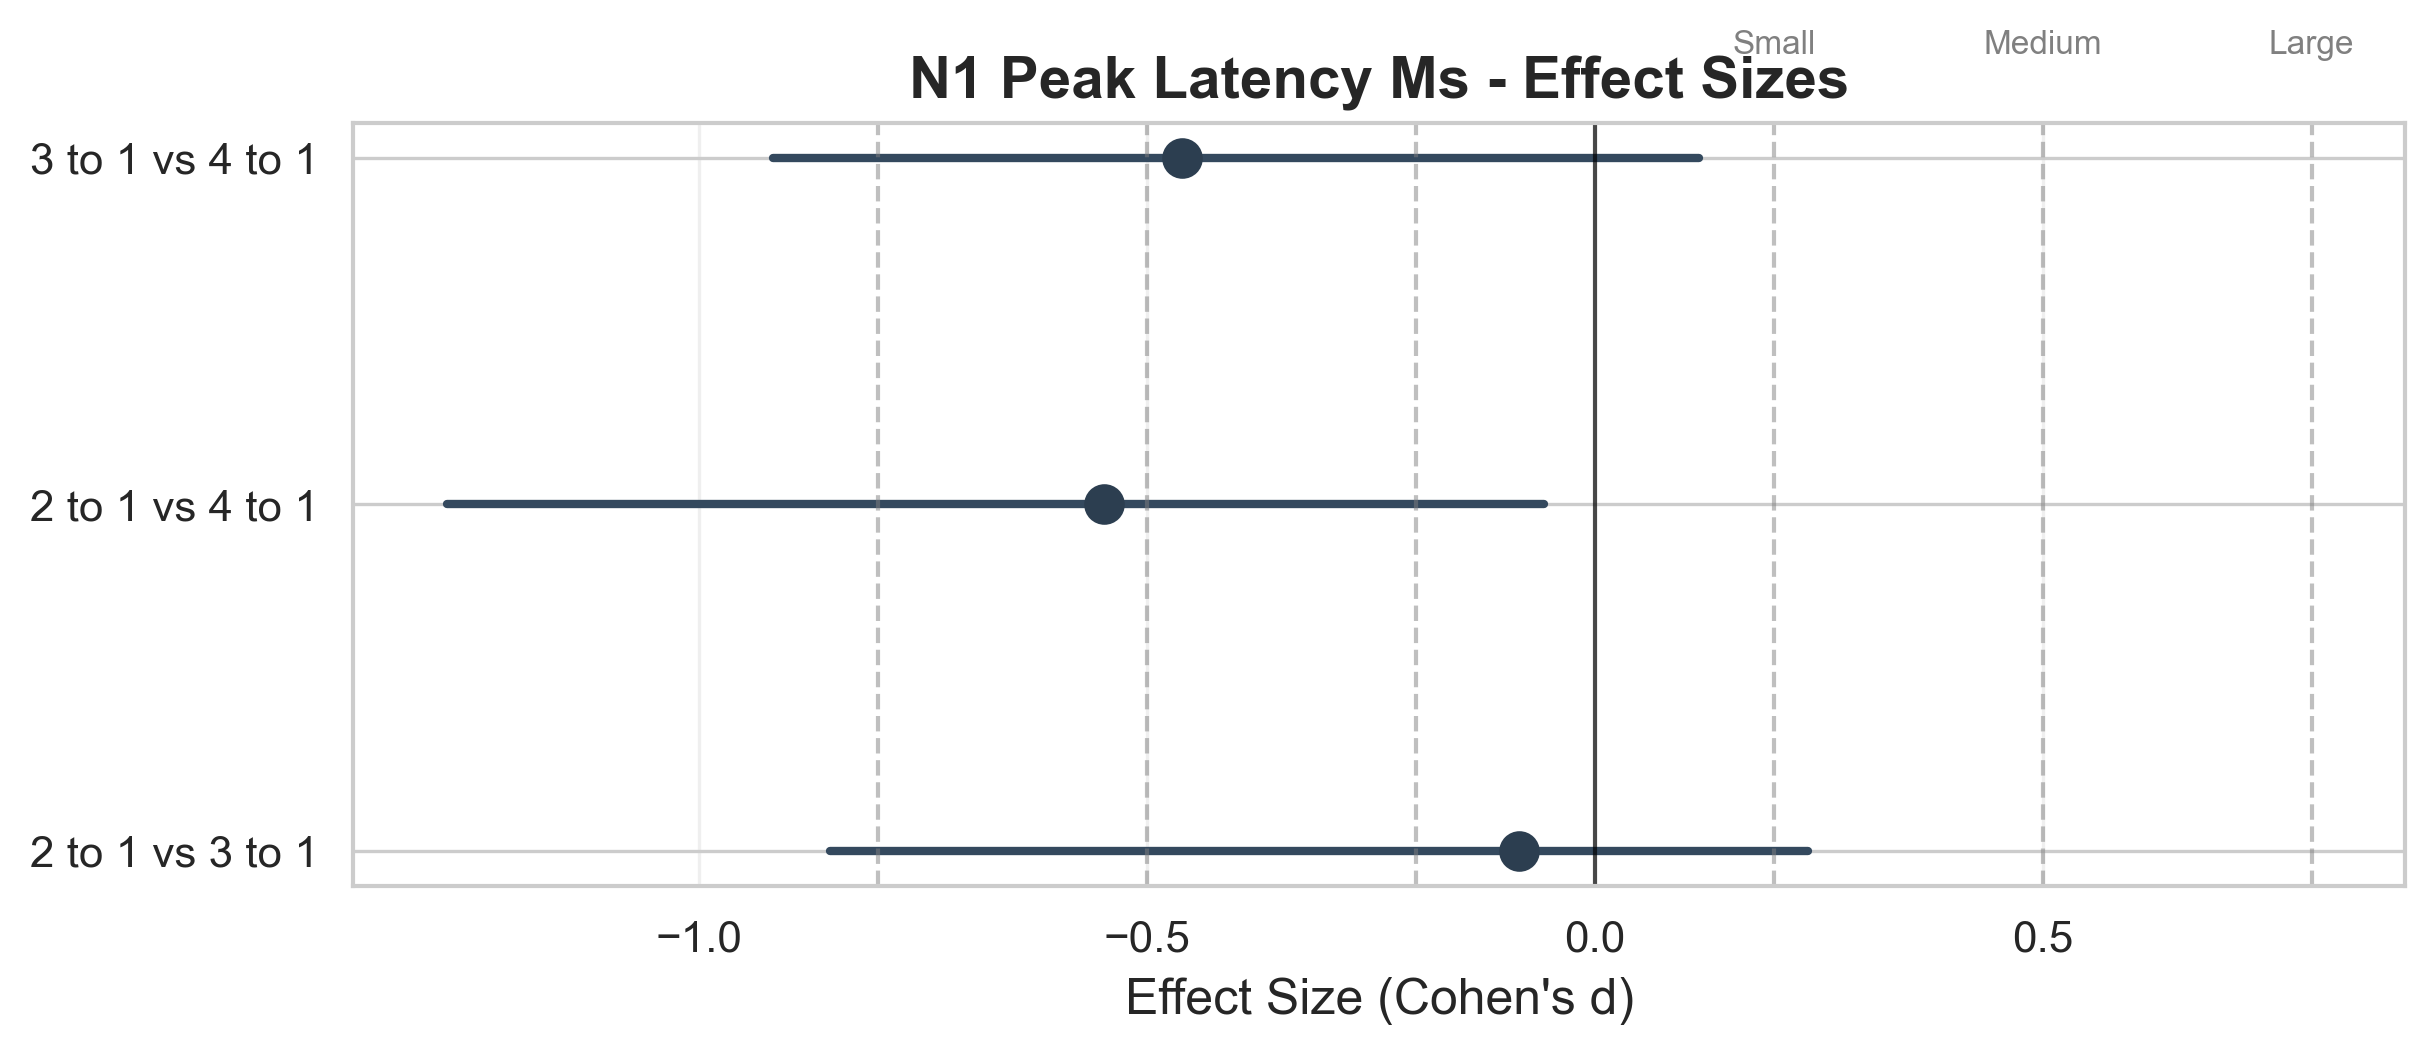 Small Medium Large
N1 Peak Latency Ms - Effect Sizes
3 to 1 vs 4 to 1
2 to 1 vs 4 to 1
2 to 1 vs 3 to 1
−1.0 −0.5 0.0 0.5
Effect Size (Cohen's d)